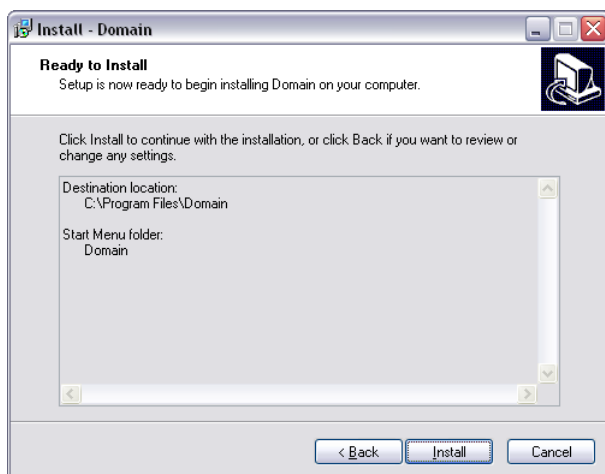 Install - Domain
Ready to Install
Setup is now ready to begin installing Domain on your computer.
Click Install to continue with the installation, or click Back if you want to review or
change any settings.
Destination location:
C:\Program Files\Domain
Start Menu folder:
Domain
< Back
Install
Cancel